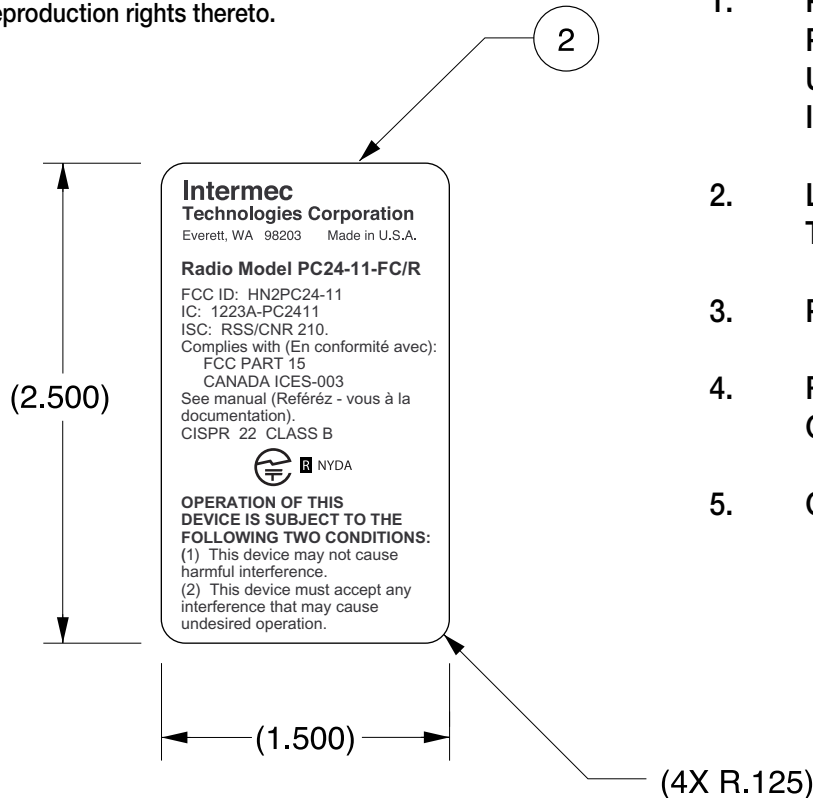 production rights thereto.
2
Intermec
Technologies Corporation
Everett, WA 98203 Made in U.S.A.
Radio Model PC24-11-FC/R
FCC ID: HN2PC24-11
IC: 1223A-PC2411
ISC: RSS/CNR 210.
Complies with (En conformité avec):
FCC PART 15
CANADA ICES-003
See manual (Reféréz - vous à la
documentation).
CISPR 22 CLASS B
R NYDA
OPERATION OF THIS
DEVICE IS SUBJECT TO THE
FOLLOWING TWO CONDITIONS:
(1) This device may not cause
harmful interference.
(2) This device must accept any
interference that may cause
undesired operation.
(2.500)
(1.500)
(4X R.125)
1.
2.
3.
4.
5.